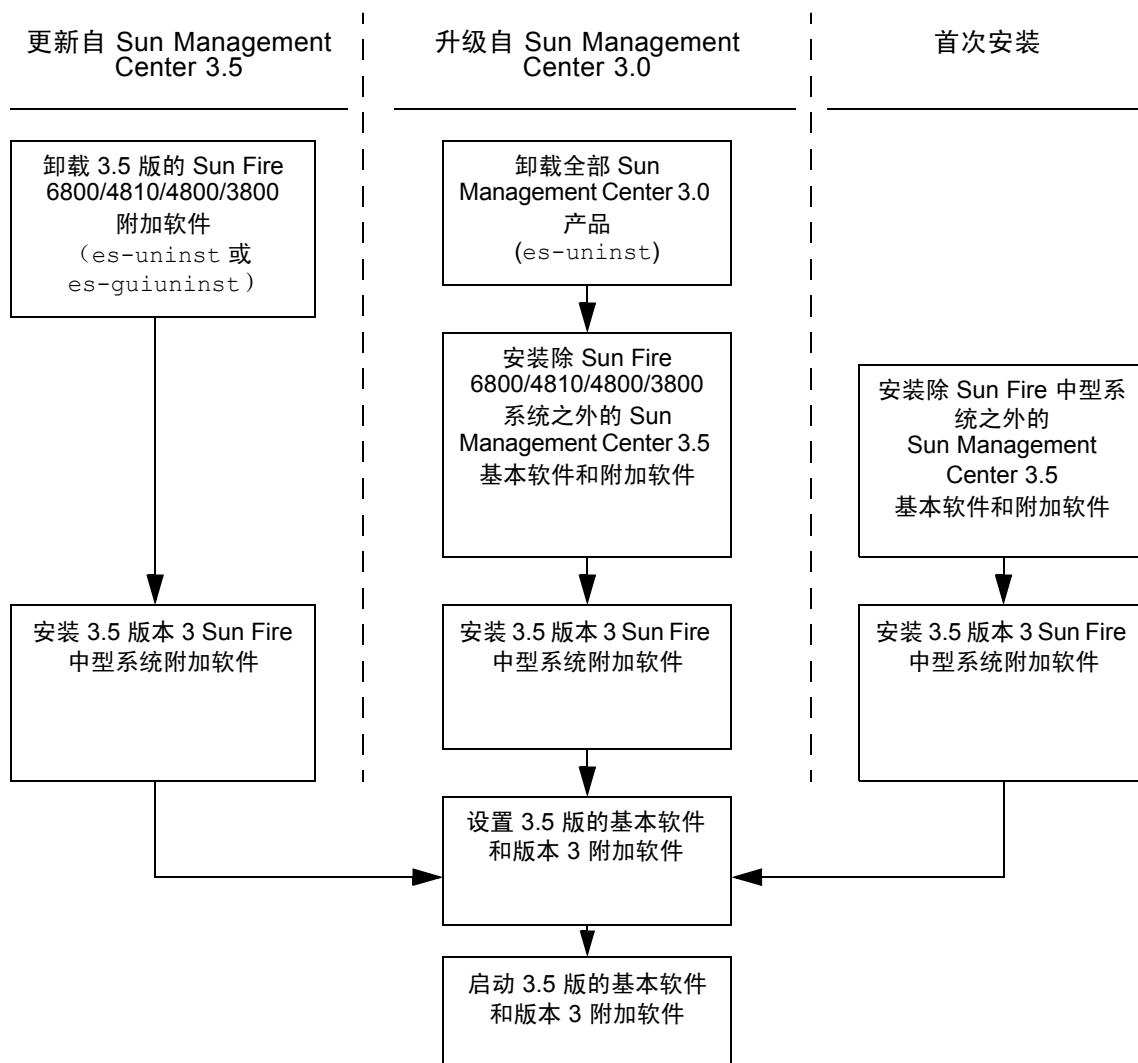 更新自 Sun Management
Center 3.5
升级自 Sun Management
Center 3.0
首次安装
卸载 3.5 版的 Sun Fire
6800/4810/4800/3800
附加软件
（es-uninst 或
es-guiuninst）
卸载全部 Sun
Management Center 3.0
产品
(es-uninst)
安装除 Sun Fire
6800/4810/4800/3800
系统之外的 Sun
Management Center 3.5
基本软件和附加软件
安装除 Sun Fire 中型系
统之外的
Sun Management
Center 3.5
基本软件和附加软件
安装 3.5 版本 3 Sun Fire
中型系统附加软件
安装 3.5 版本 3 Sun Fire
中型系统附加软件
安装 3.5 版本 3 Sun Fire
中型系统附加软件
设置 3.5 版的基本软件
和版本 3 附加软件
启动 3.5 版的基本软件
和版本 3 附加软件